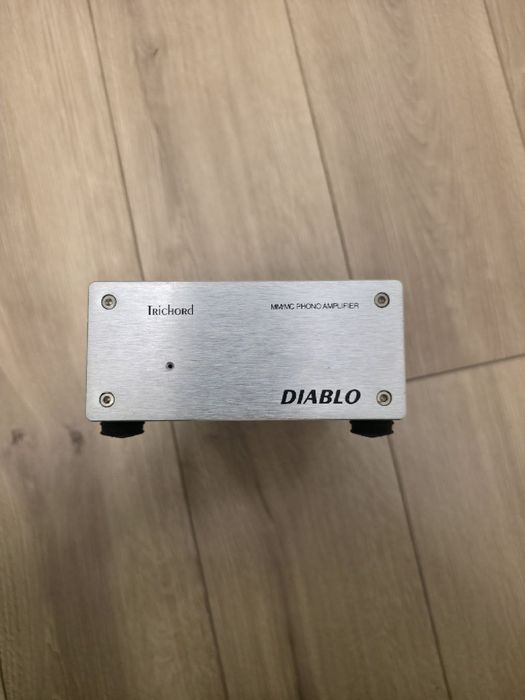 Trichord
MM/MC PHONO AMPLIFIER
DIABLO